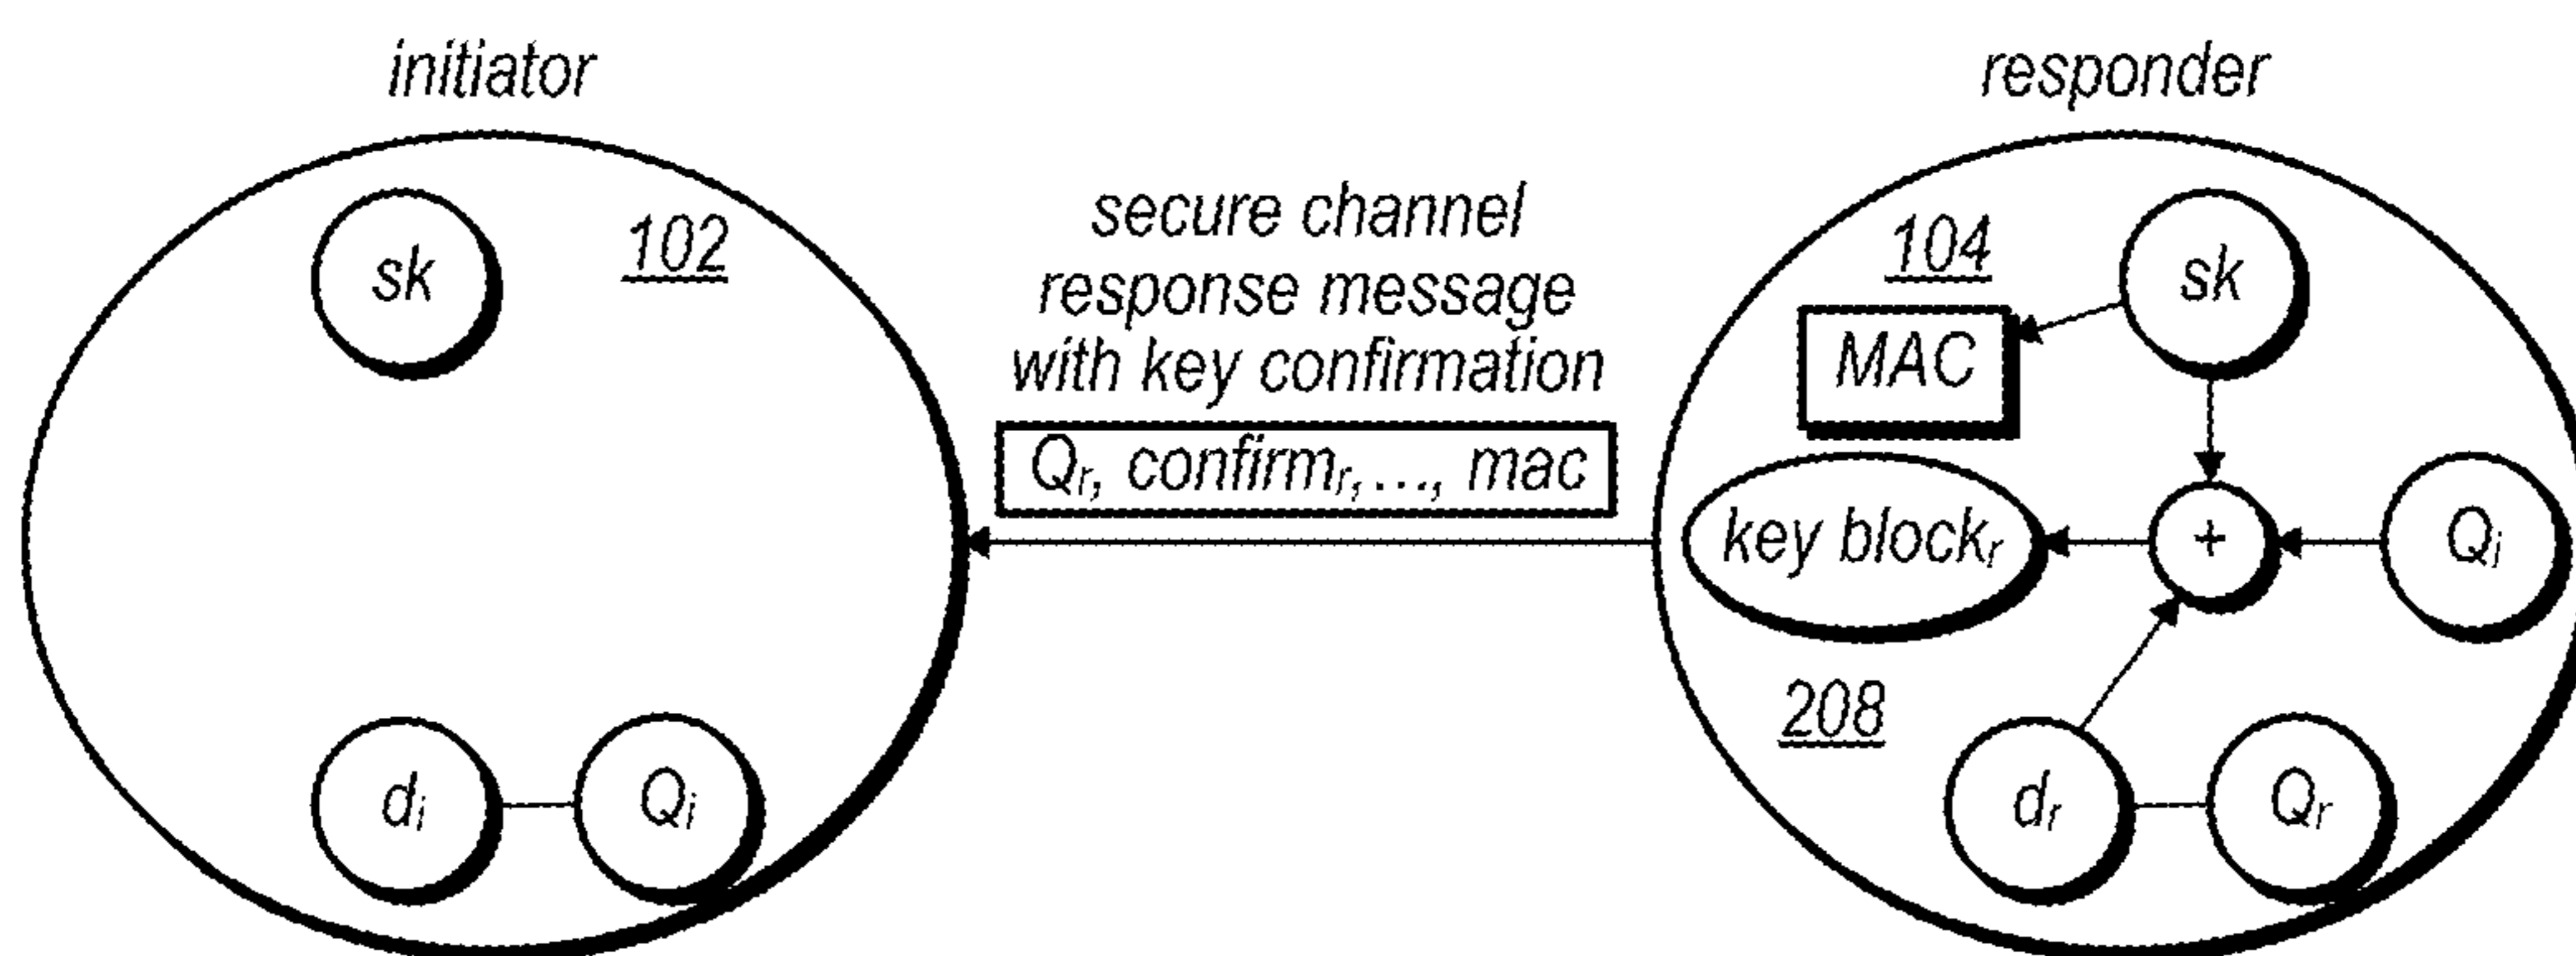 initiator
responder
sk
102
secure channel
response message
with key confirmation
Qr, confirmr,..., mac
104
sk
MAC
key blockr
+
Qi
208
di
Qi
dr
Qr